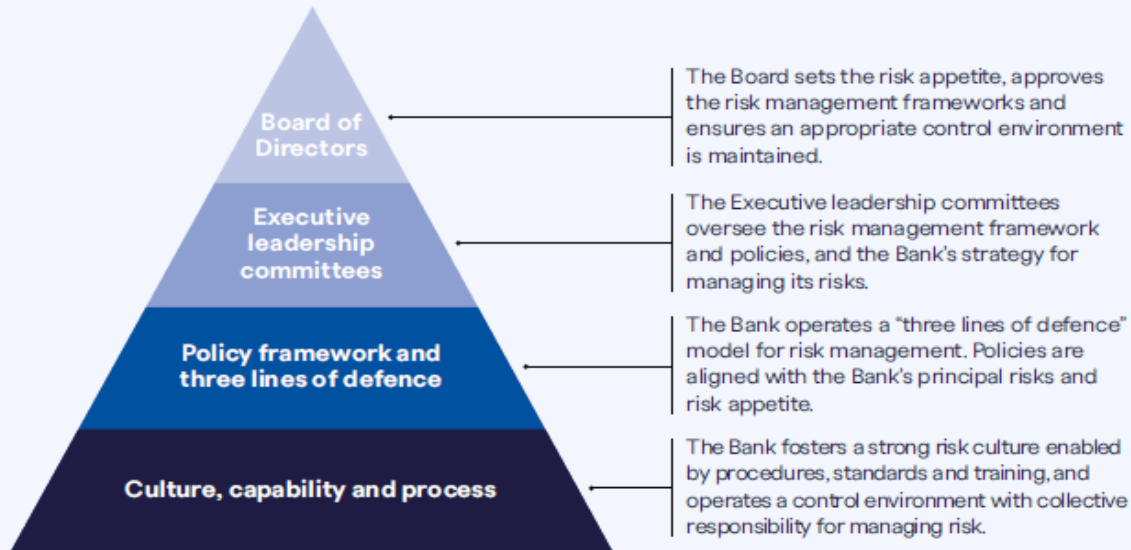 Board of
Directors
The Board sets the risk appetite, approves
the risk management frameworks and
ensures an appropriate control environment
is maintained.
Executive
leadership
committees
The Executive leadership committees
oversee the risk management framework
and policies, and the Bank's strategy for
managing its risks.
Policy framework and
three lines of defence
The Bank operates a “three lines of defence”
model for risk management. Policies are
aligned with the Bank's principal risks and
risk appetite.
Culture, capability and process
The Bank fosters a strong risk culture enabled
by procedures, standards and training, and
operates a control environment with collective
responsibility for managing risk.